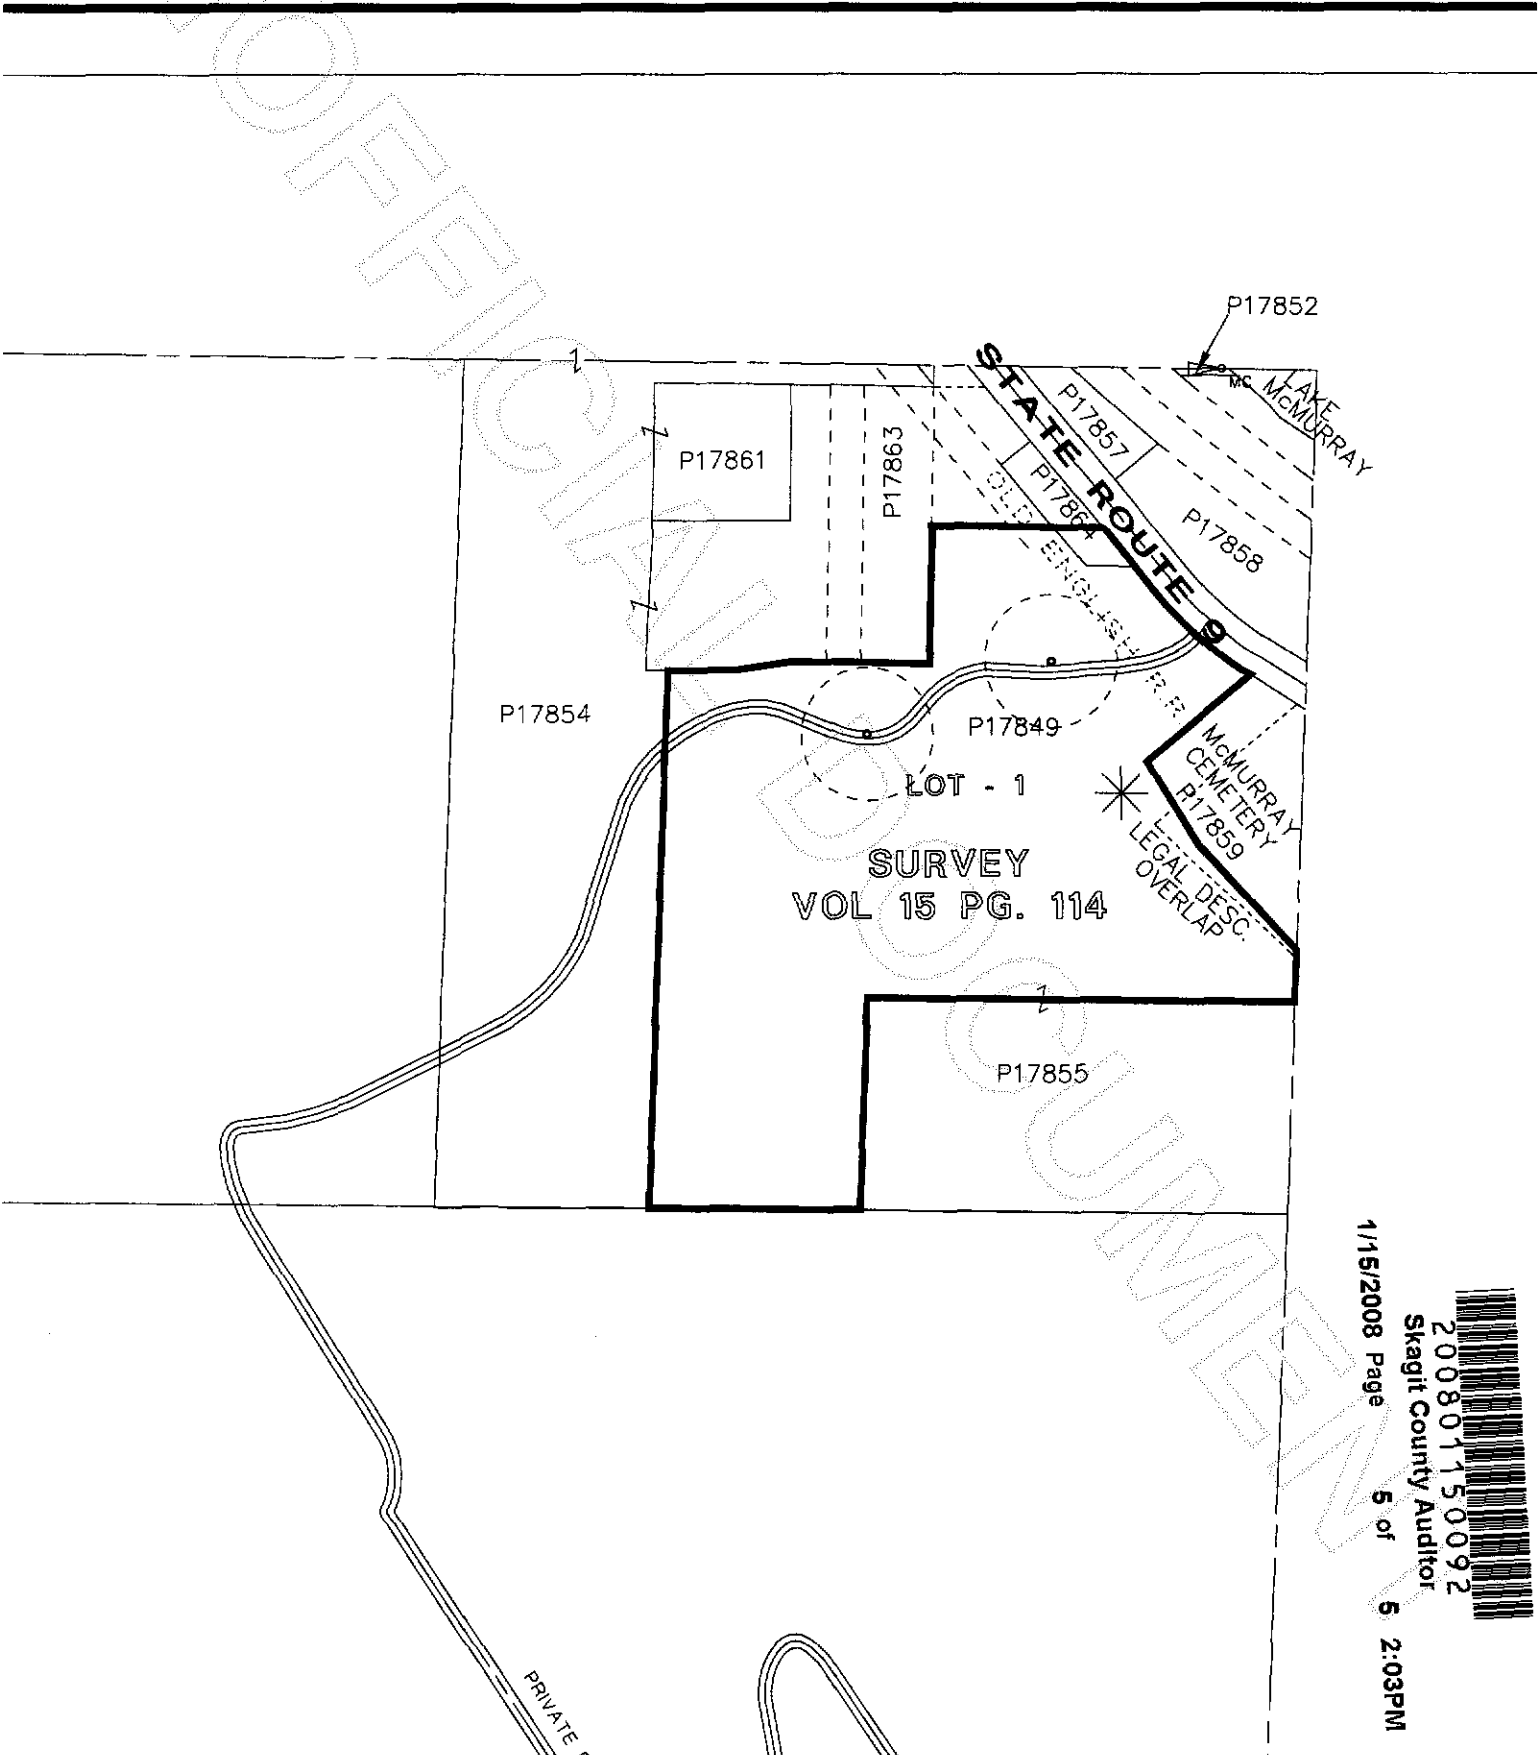 UNOFFICIAL DOCUMENT
P17852
STATE ROUTE 9
MC
LAKE
McMURRAY
P17857
P17861
P17863
P17864
P17858
OLD ENGLISH R.R.
P17854
P17849
McMURRAY
CEMETERY
P17859
LOT - 1
LEGAL DESC.
OVERLAP
SURVEY
VOL 15 PG. 114
P17855
200801150092
Skagit County Auditor
1/15/2008 Page 5 of 5 2:03PM
PRIVATE